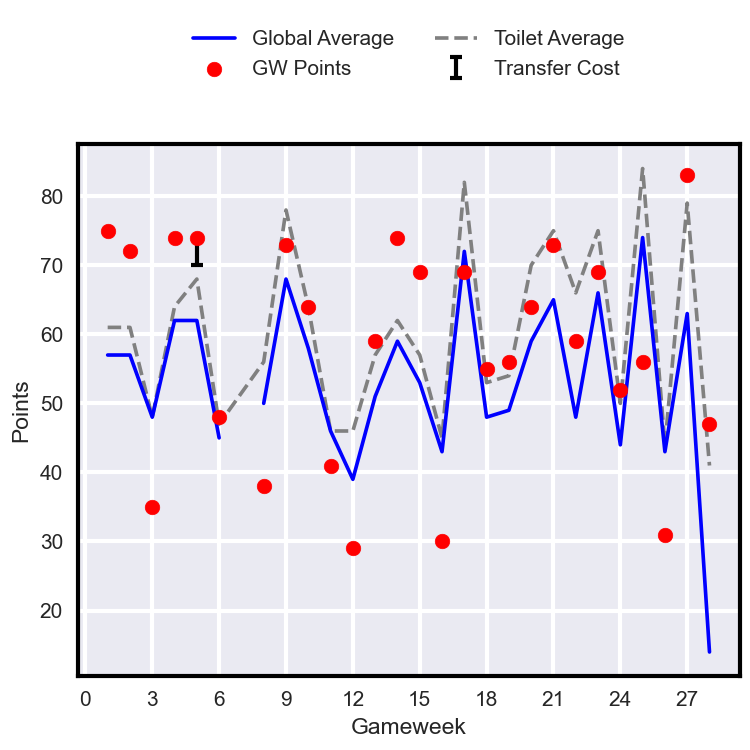 Global Average
Toilet Average
GW Points
Transfer Cost
80
70
60
50
40
30
20
Points
0 3 6 9 12 15 18 21 24 27
Gameweek